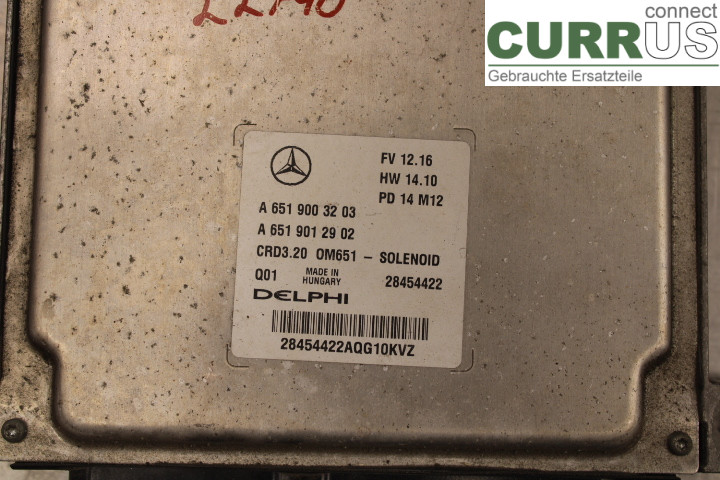 connect
CURRUS
Gebrauchte Ersatzteile
FV 12.16
HW 14.10
PD 14 M12
A 651 900 32 03
A 651 901 29 02
CRD3.20 OM651 – SOLENOID
Q01 MADE IN HUNGARY 28454422
DELPHI
28454422AQG10KVZ